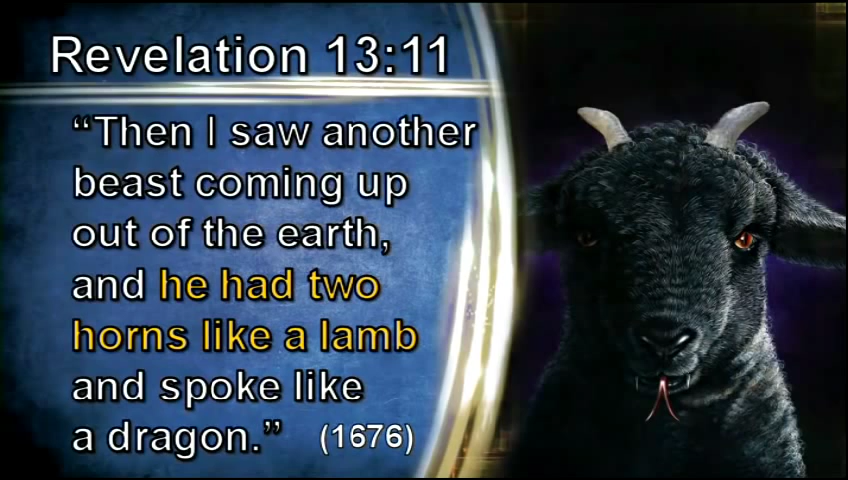 Revelation 13:11
“Then I saw another
beast coming up
out of the earth,
and he had two
horns like a lamb
and spoke like
a dragon.” (1676)